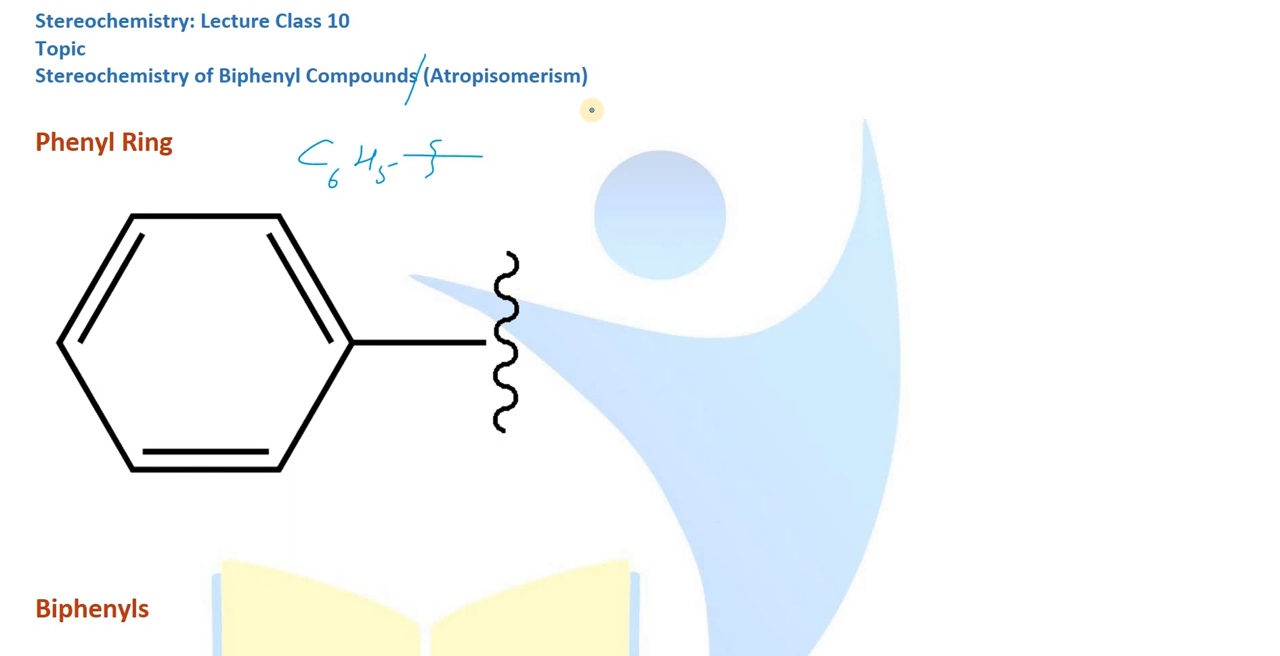 Stereochemistry: Lecture Class 10
Topic
Stereochemistry of Biphenyl Compounds/(Atropisomerism)
Phenyl Ring
C6H5-
Biphenyls